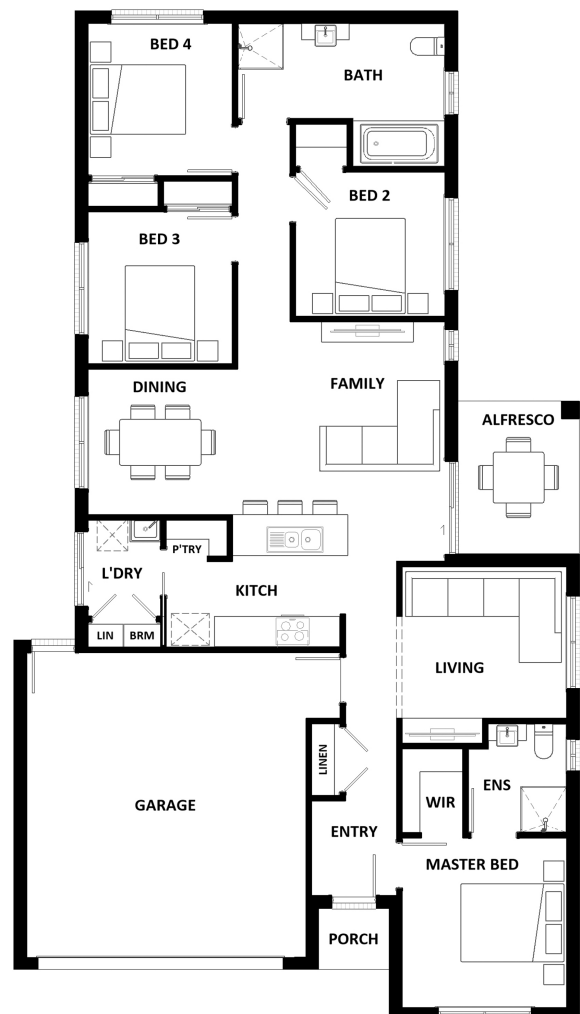 BED 4
BATH
BED 2
BED 3
DINING
FAMILY
ALFRESCO
P'TRY
L'DRY
KITCH
LIN
BRM
LIVING
LINEN
ENS
WIR
GARAGE
ENTRY
MASTER BED
PORCH